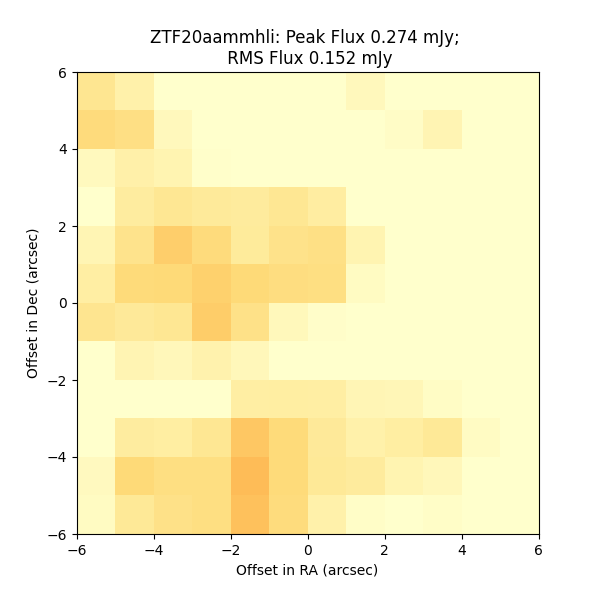 ZTF20aammhli: Peak Flux 0.274 mJy;
RMS Flux 0.152 mJy
6
4
2
0
−2
−4
−6
Offset in Dec (arcsec)
−6 −4 −2 0 2 4 6
Offset in RA (arcsec)